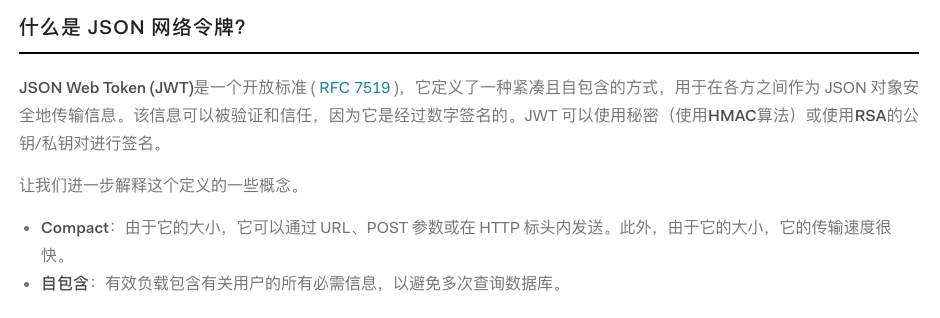 什么是 JSON 网络令牌?
JSON Web Token (JWT)是一个开放标准 ( RFC 7519 )，它定义了一种紧凑且自包含的方式，用于在各方之间作为 JSON 对象安
全地传输信息。该信息可以被验证和信任，因为它是经过数字签名的。JWT 可以使用秘密（使用HMAC算法）或使用RSA的公
钥/私钥对进行签名。
让我们进一步解释这个定义的一些概念。
• Compact：由于它的大小，它可以通过 URL、POST 参数或在 HTTP 标头内发送。此外，由于它的大小，它的传输速度很
快。
• 自包含：有效负载包含有关用户的所有必需信息，以避免多次查询数据库。